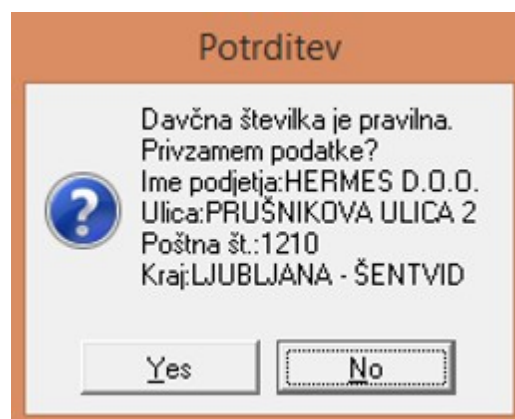 Potrditev
Davčna številka je pravilna.
Privzamem podatke?
Ime podjetja:HERMES D.O.O.
Ulica:PRUŠNIKOVA ULICA 2
Poštna št.:1210
Kraj:LJUBLJANA - ŠENTVID
Yes
No